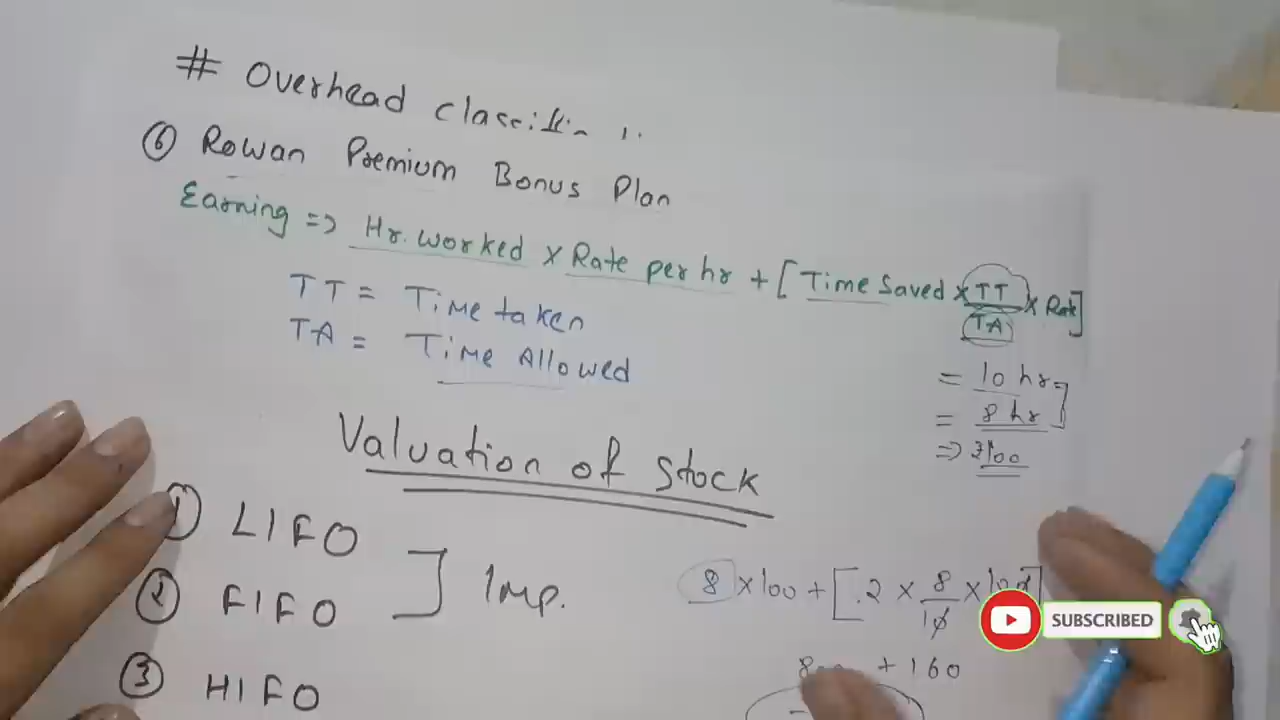 # Overhead
⑥ Rowan Premium Bonus Plan
Earning => Hr. worked x Rate per hr + [Time Saved x TT/TA x Rate]
TT = Time taken
TA = Time Allowed
= 10 hr
= 8 hr
=> ₹100
Valuation of Stock
① LIFO
② FIFO
] Imp.
③ HIFO
8 x 100 + [2 x 8/10 x 100]
+ 160
SUBSCRIBED